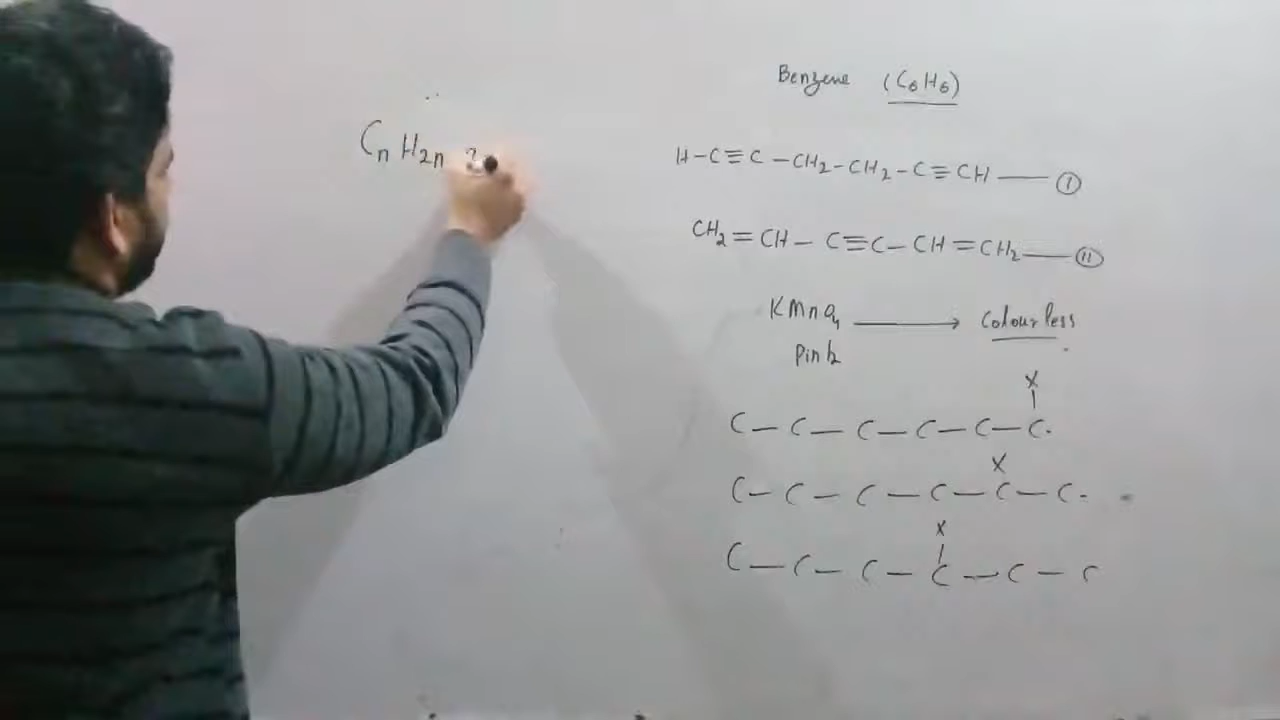 Benzene (C6H6)
CnH2n
H-C≡C-CH2-CH2-C≡CH —— I
CH2=CH-C≡C-CH=CH2 —— II
KMnO4 ⟶ Colourless
Pink
X
C-C-C-C-C-C.
X
C-C-C-C-C-C.
X
C-C-C-C-C-C